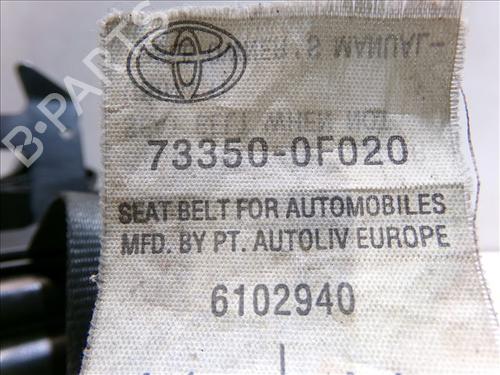 73350-0F020
SEAT BELT FOR AUTOMOBILES
MFD. BY PT. AUTOLIV EUROPE
6102940
B-PARTS